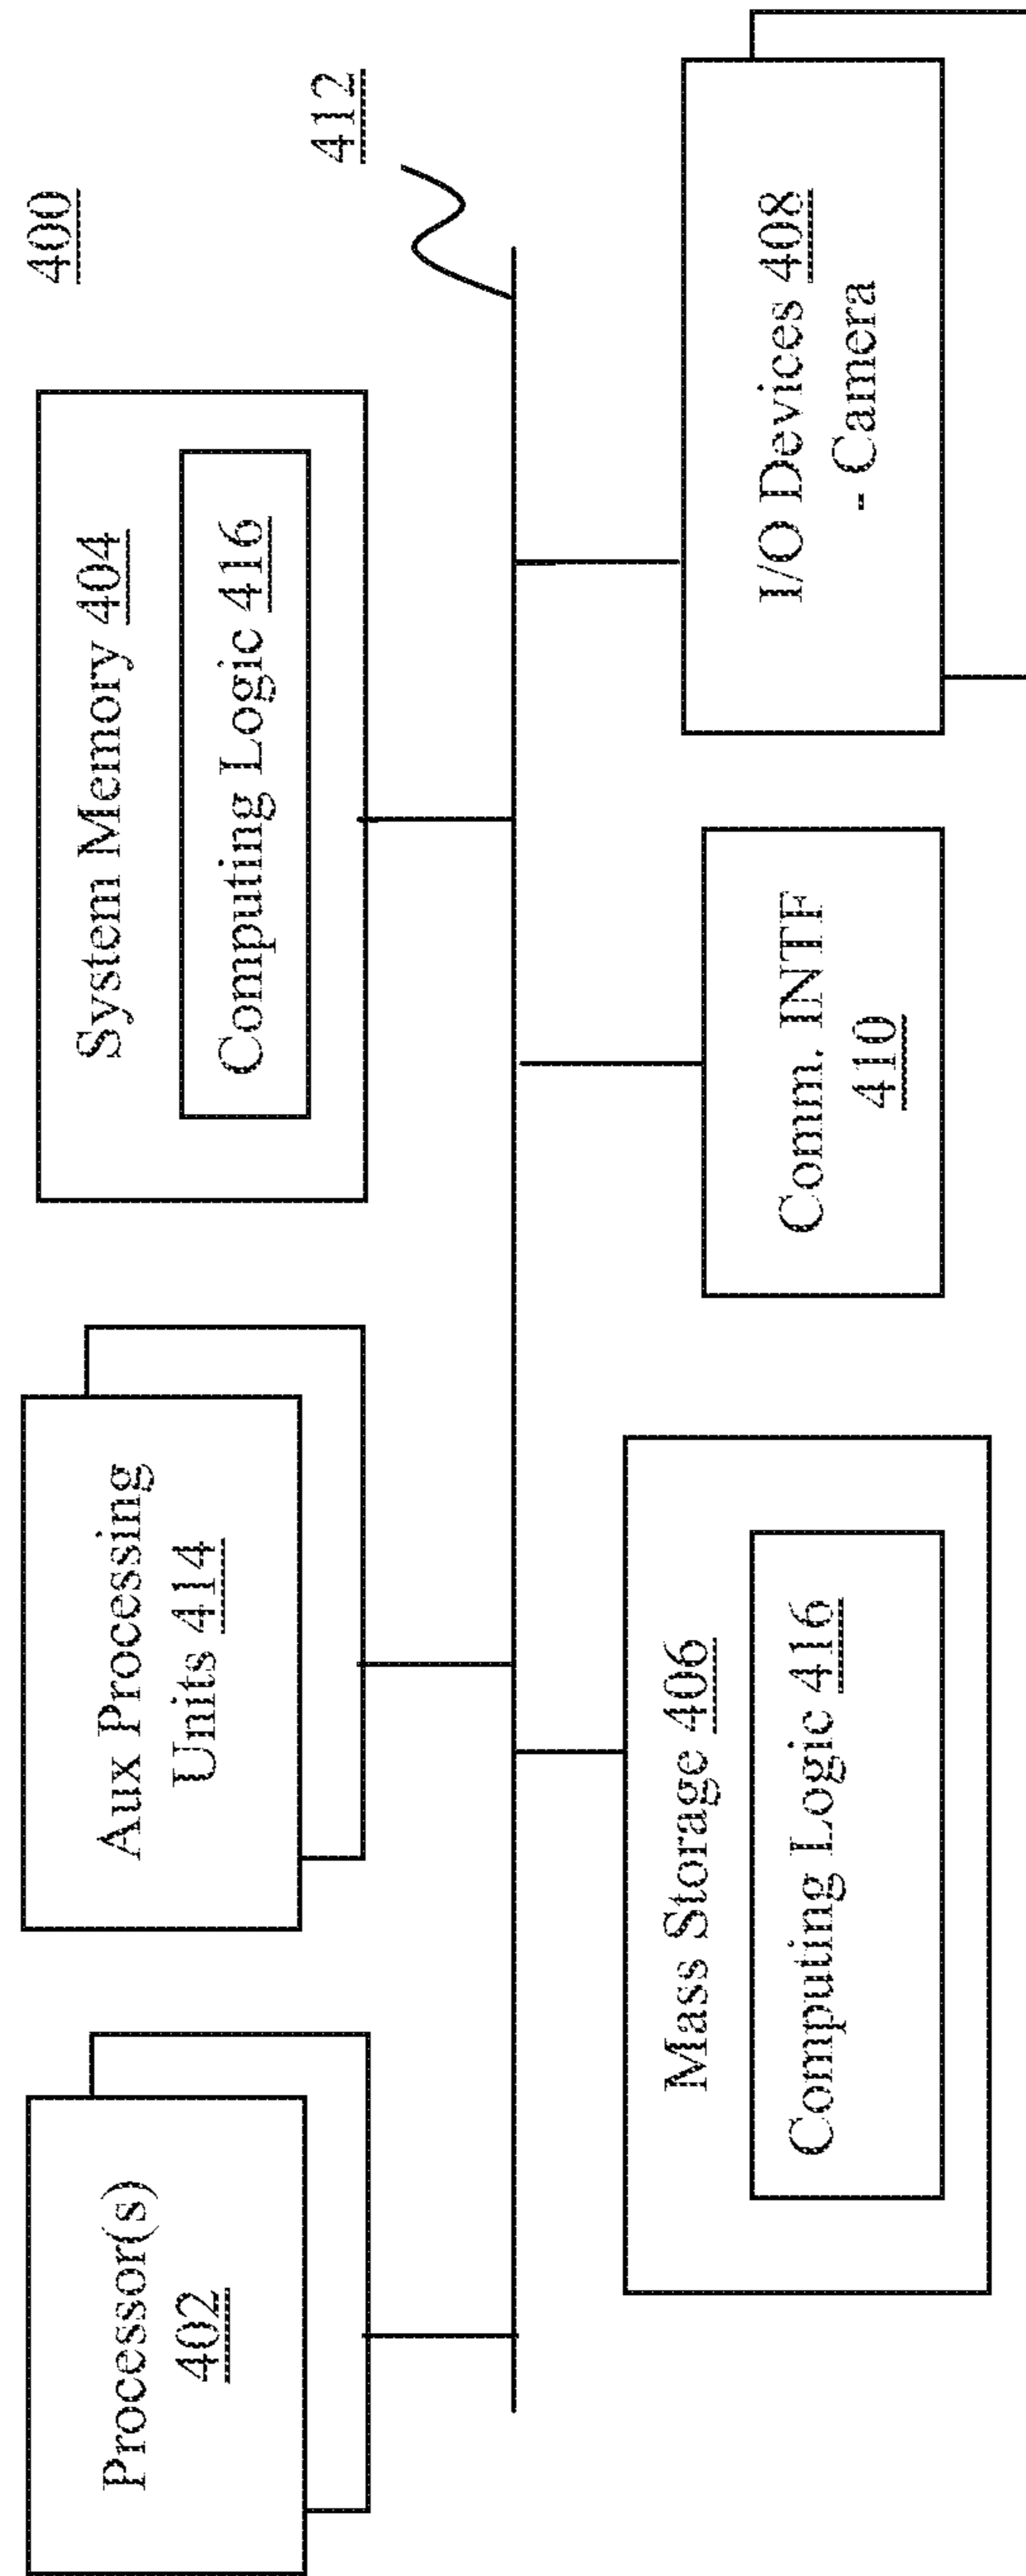 400
412
Processor(s)
402
Aux Processing
Units 414
System Memory 404
Computing Logic 416
Mass Storage 406
Computing Logic 416
Comm. INTF
410
I/O Devices 408
- Camera